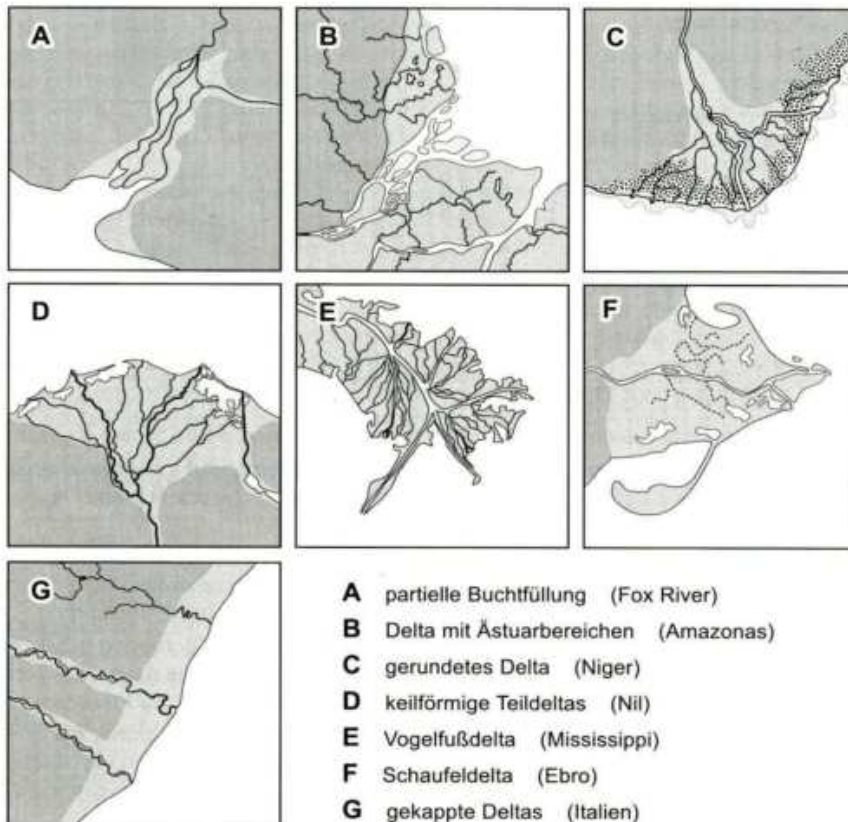 A
B
C
D
E
F
G
A partielle Buchtfüllung (Fox River)
B Delta mit Ästuarbereichen (Amazonas)
C gerundetes Delta (Niger)
D keilförmige Teildeltas (Nil)
E Vogelfußdelta (Mississippi)
F Schaufeldelta (Ebro)
G gekappte Deltas (Italien)